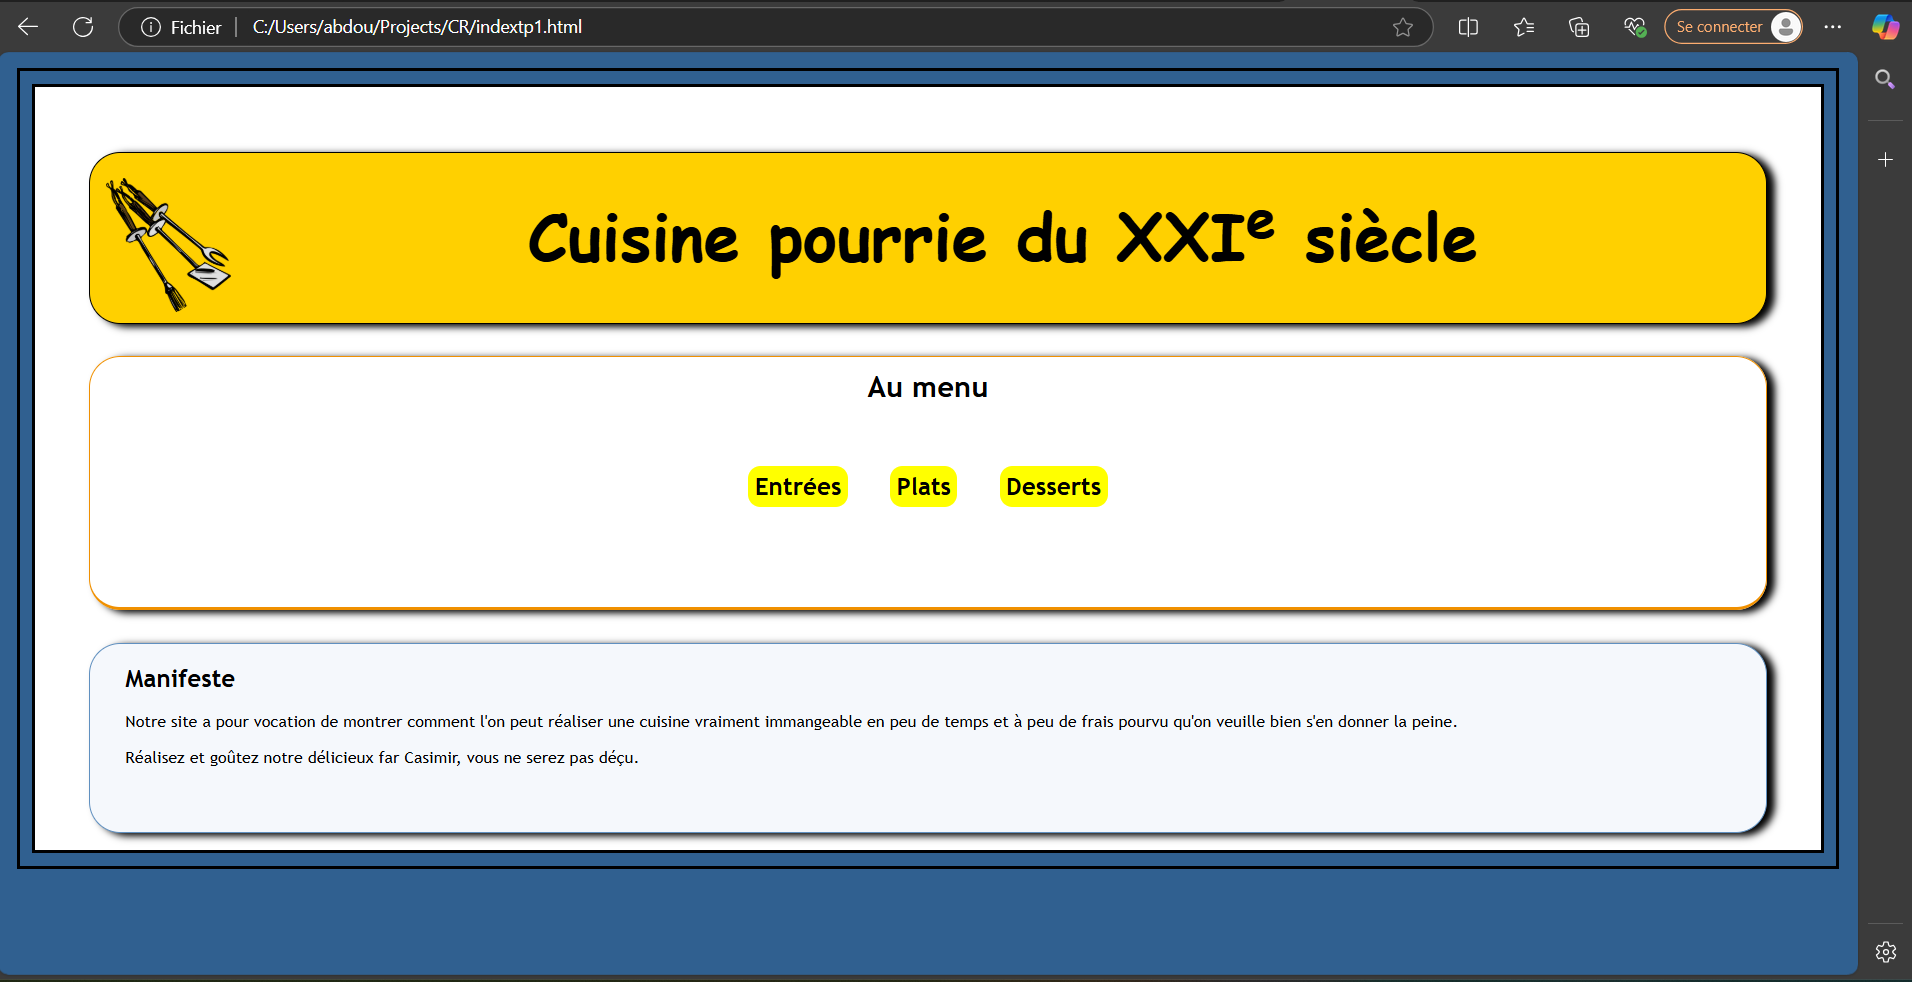 Fichier
C:/Users/abdou/Projects/CR/indextp1.html
Se connecter
Cuisine pourrie du XXIe siècle
Au menu
Entrées Plats Desserts
Manifeste
Notre site a pour vocation de montrer comment l'on peut réaliser une cuisine vraiment immangeable en peu de temps et à peu de frais pourvu qu'on veuille bien s'en donner la peine.
Réalisez et goûtez notre délicieux far Casimir, vous ne serez pas déçu.